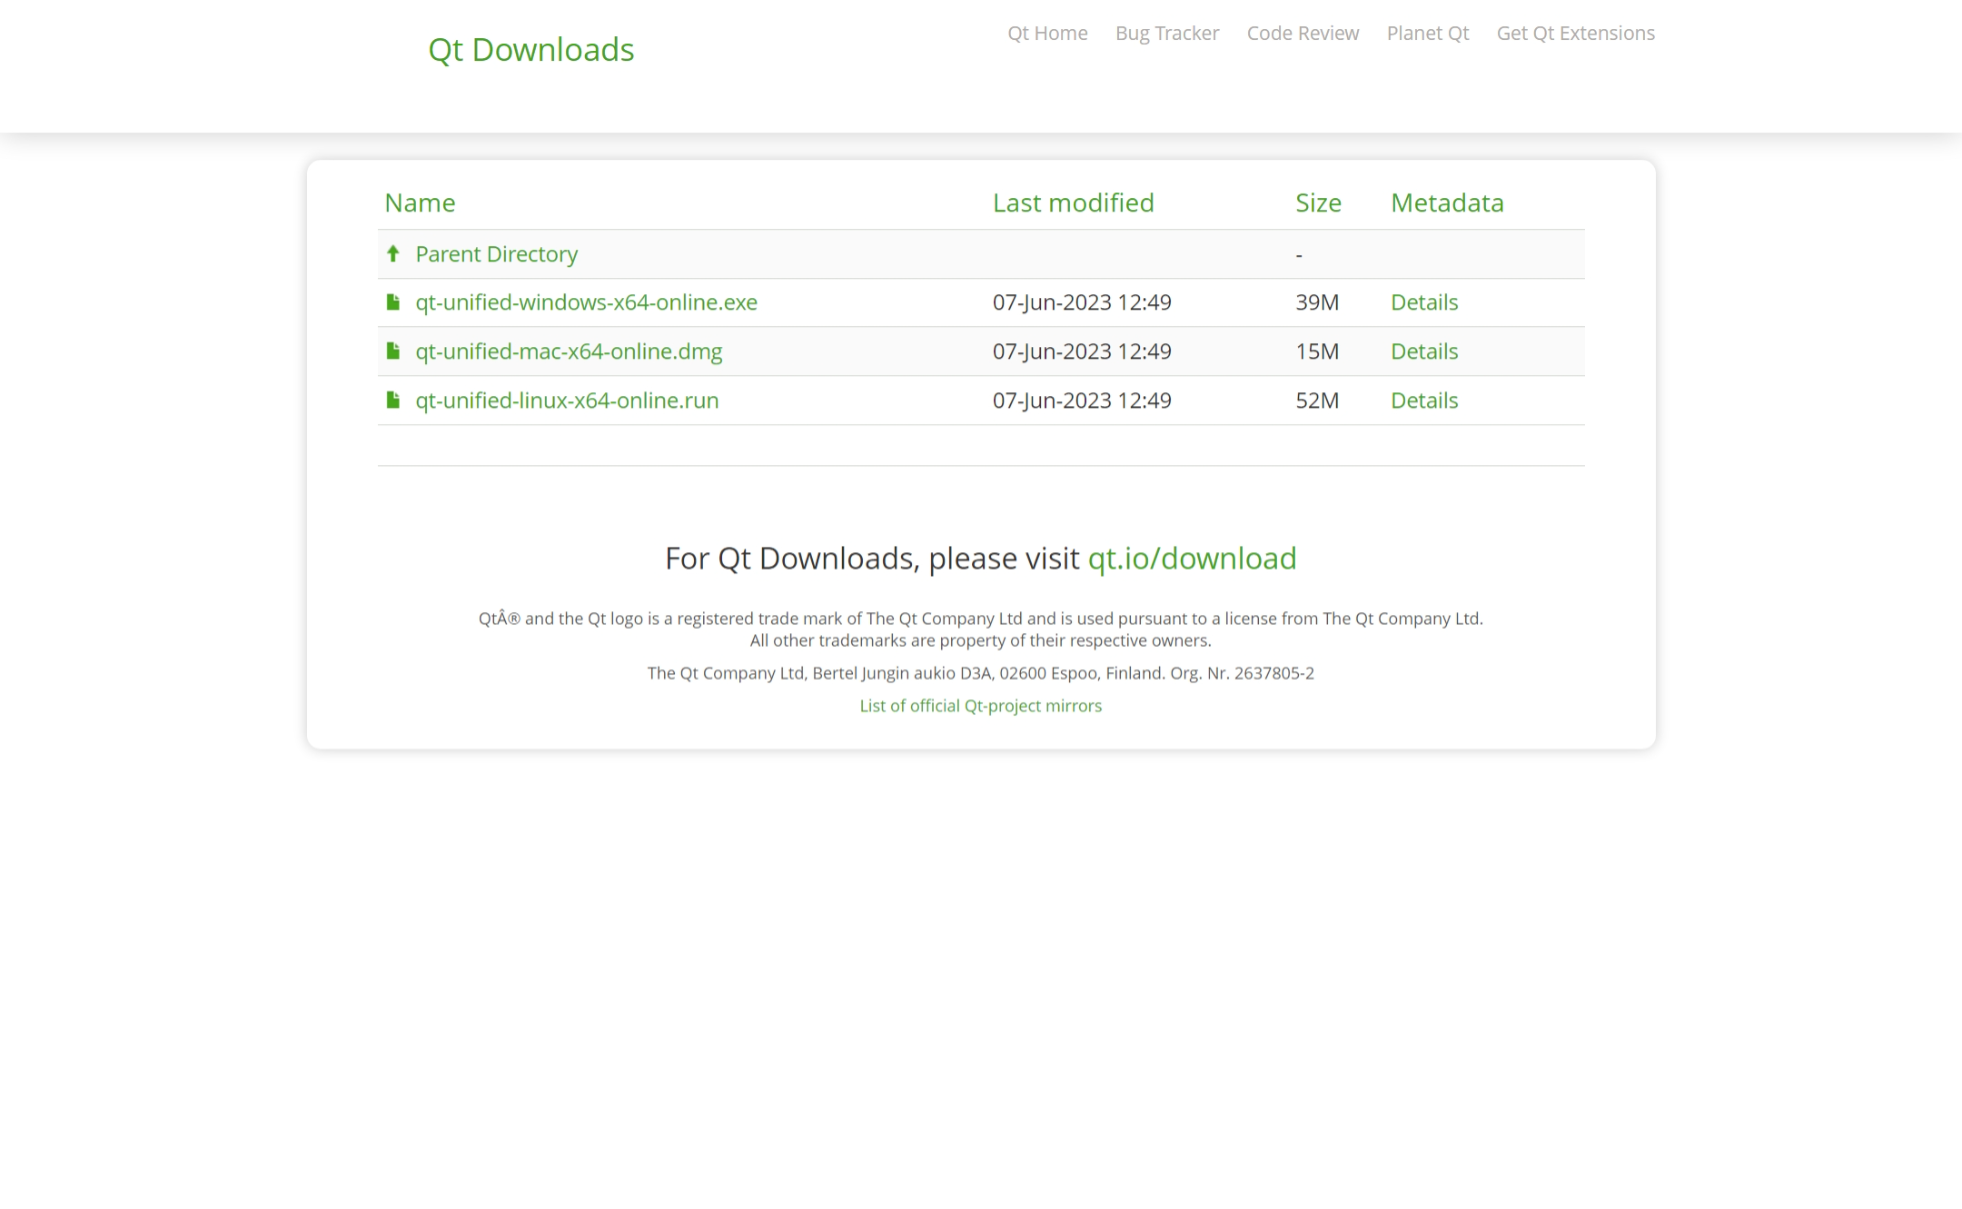 Qt Downloads
Qt Home Bug Tracker Code Review Planet Qt Get Qt Extensions
Name Last modified Size Metadata
Parent Directory -
qt-unified-windows-x64-online.exe 07-Jun-2023 12:49 39M Details
qt-unified-mac-x64-online.dmg 07-Jun-2023 12:49 15M Details
qt-unified-linux-x64-online.run 07-Jun-2023 12:49 52M Details
For Qt Downloads, please visit qt.io/download
QtÂ® and the Qt logo is a registered trade mark of The Qt Company Ltd and is used pursuant to a license from The Qt Company Ltd.
All other trademarks are property of their respective owners.
The Qt Company Ltd, Bertel Jungin aukio D3A, 02600 Espoo, Finland. Org. Nr. 2637805-2
List of official Qt-project mirrors